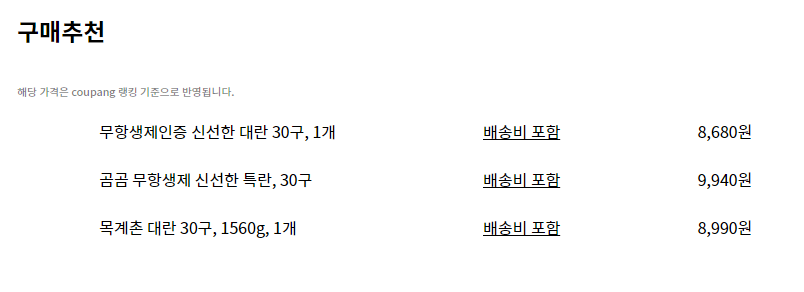 구매추천
해당 가격은 coupang 랭킹 기준으로 반영됩니다.
무항생제인증 신선한 대란 30구, 1개 배송비 포함 8,680원
곰곰 무항생제 신선한 특란, 30구 배송비 포함 9,940원
목계촌 대란 30구, 1560g, 1개 배송비 포함 8,990원